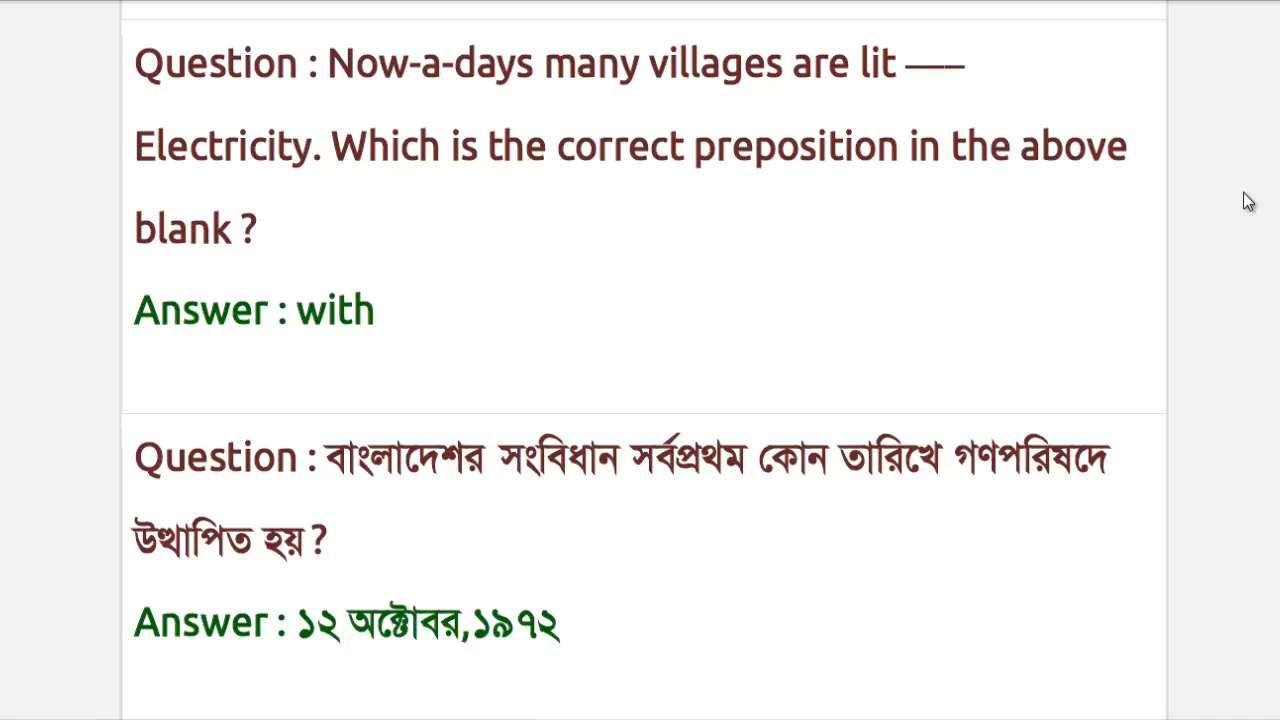 Question : Now-a-days many villages are lit —–
Electricity. Which is the correct preposition in the above
blank ?
Answer : with
Question : বাংলাদেশর সংবিধান সর্বপ্রথম কোন তারিখে গণপরিষদে
উত্থাপিত হয় ?
Answer : ১২ অক্টোবর,১৯৭২